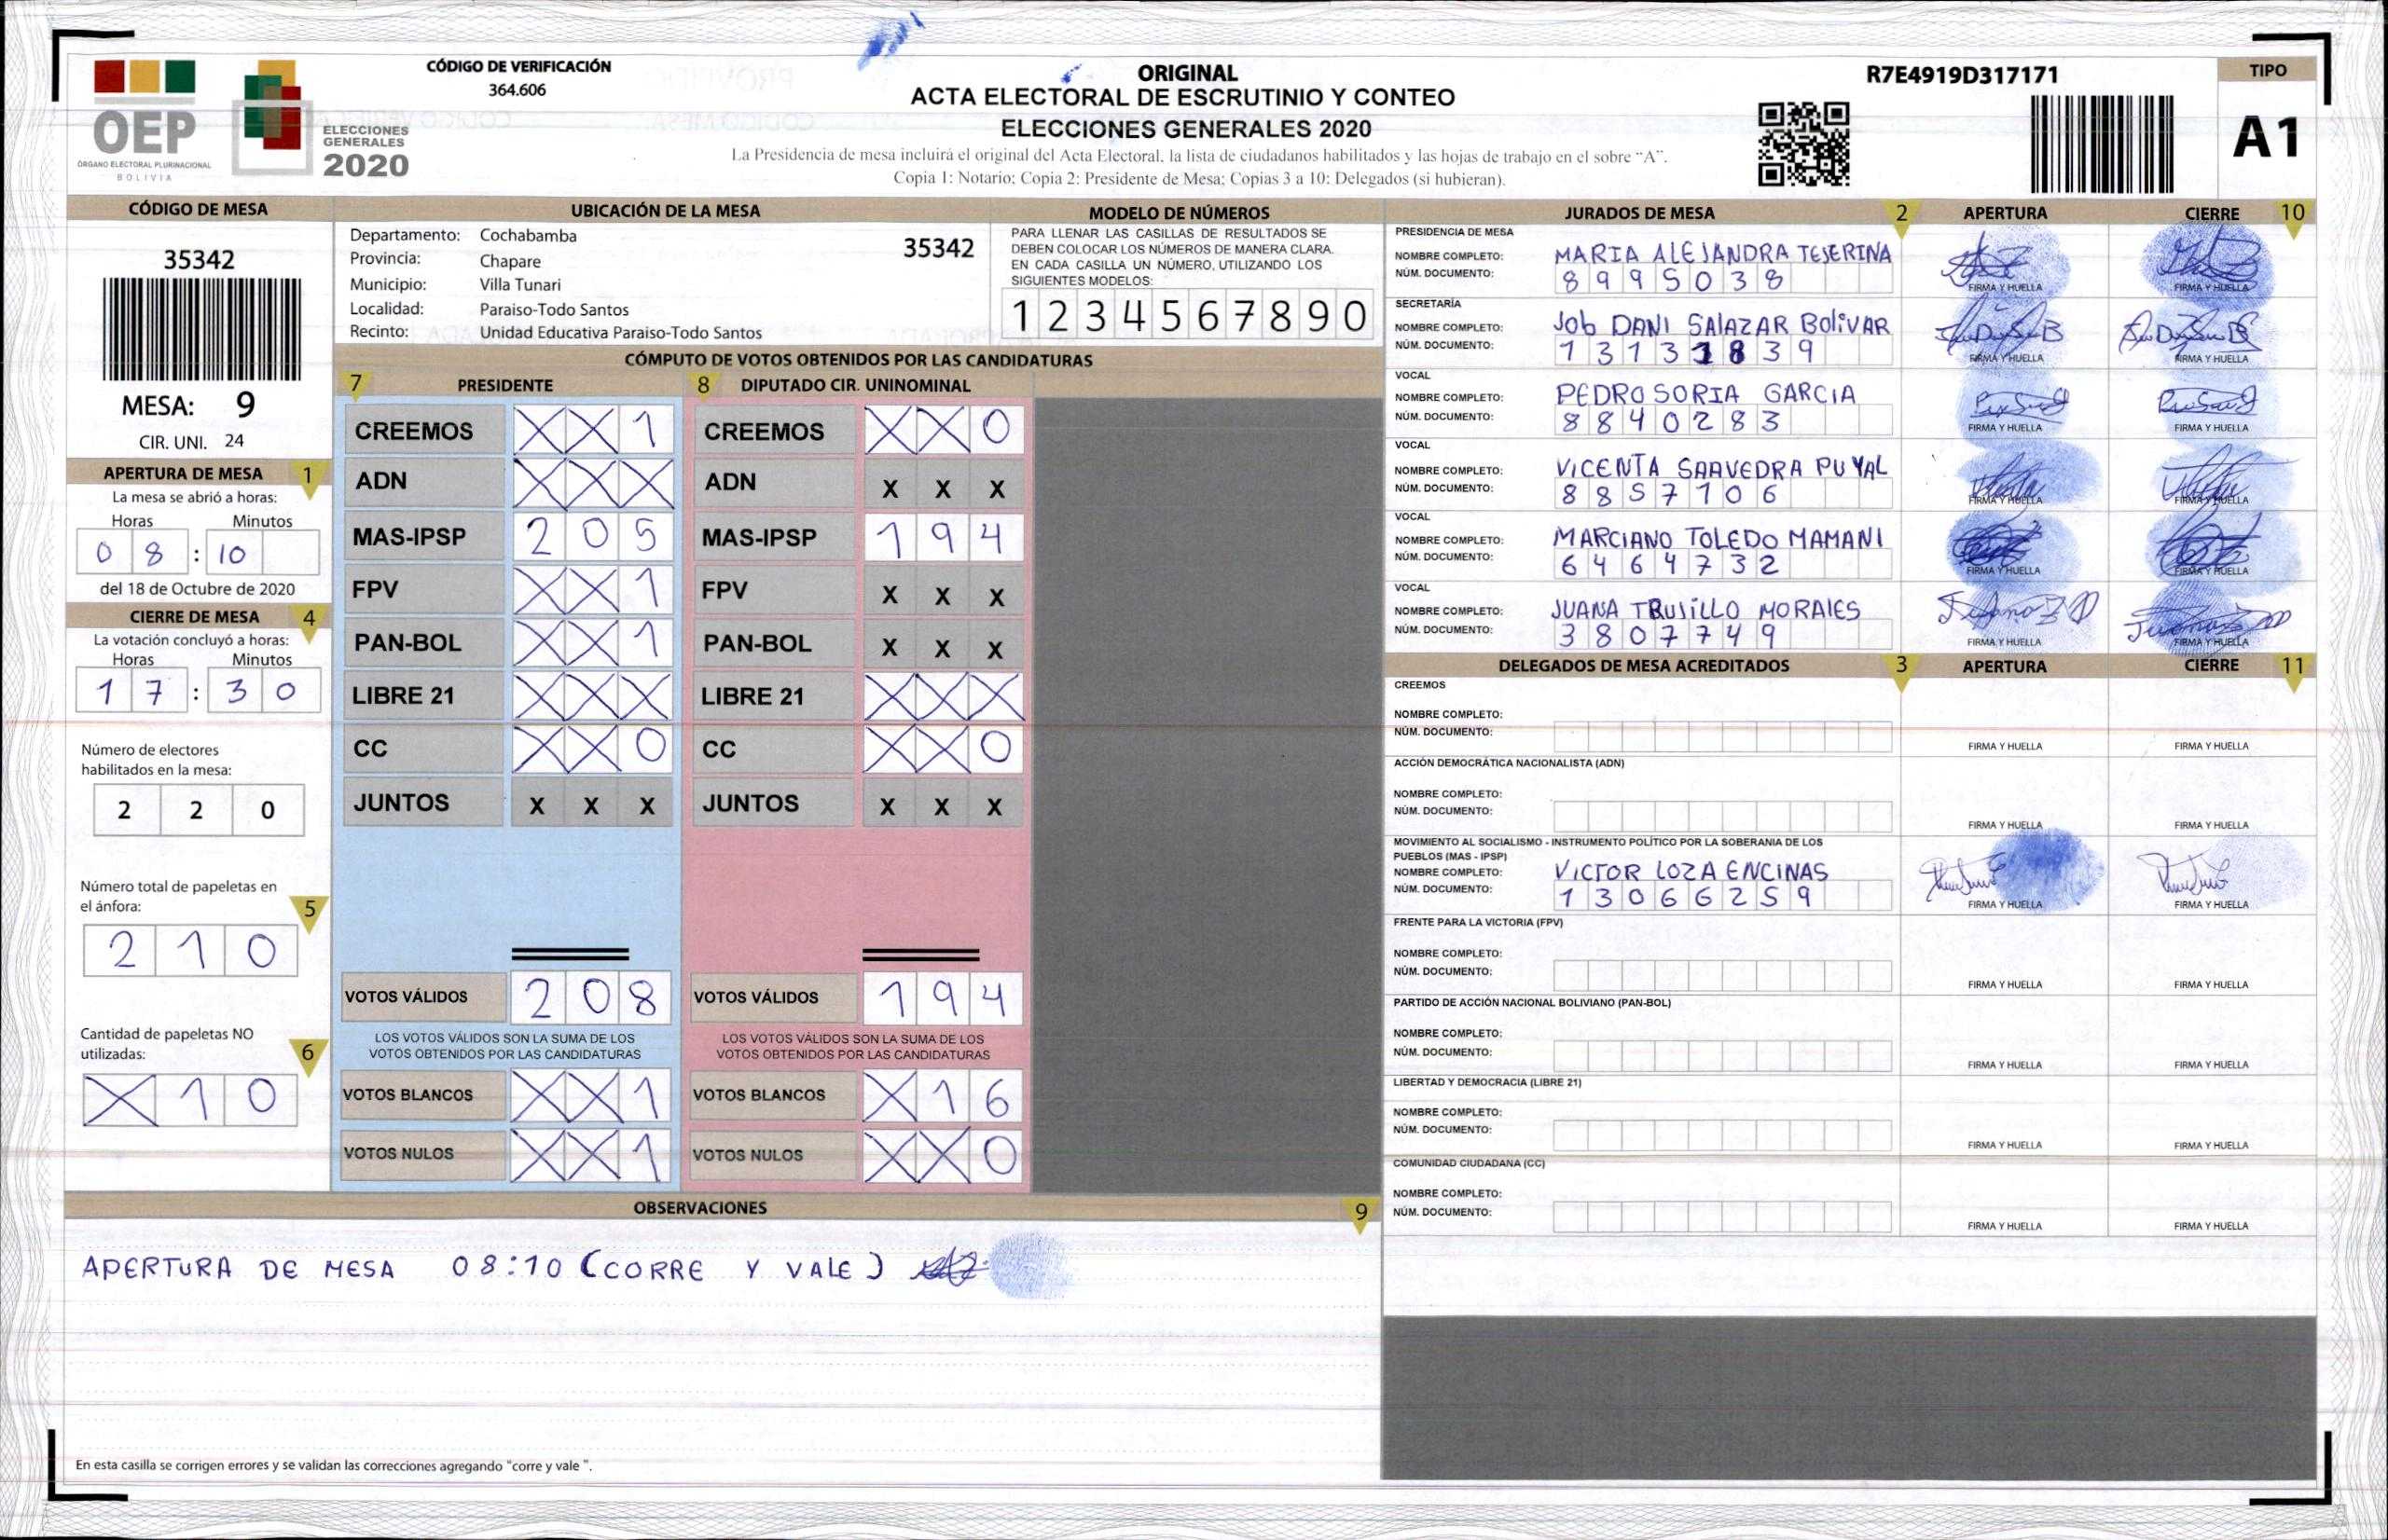 OEP
ÓRGANO ELECTORAL PLURINACIONAL
BOLIVIA
ELECCIONES
GENERALES
2020
CÓDIGO DE VERIFICACIÓN
364.606
ORIGINAL
ACTA ELECTORAL DE ESCRUTINIO Y CONTEO
ELECCIONES GENERALES 2020
La Presidencia de mesa incluirá el original del Acta Electoral, la lista de ciudadanos habilitados y las hojas de trabajo en el sobre "A".
Copia 1: Notario; Copia 2: Presidente de Mesa; Copias 3 a 10: Delegados (si hubieran).
R7E4919D317171
TIPO
A1
CÓDIGO DE MESA
35342
MESA: 9
CIR. UNI. 24
APERTURA DE MESA 1
La mesa se abrió a horas:
Horas Minutos
0 8 : 10
del 18 de Octubre de 2020
CIERRE DE MESA 4
La votación concluyó a horas:
Horas Minutos
1 7 : 3 0
Número de electores
habilitados en la mesa:
2 2 0
Número total de papeletas en
el ánfora: 5
2 1 0
Cantidad de papeletas NO
utilizadas: 6
X 1 0
UBICACIÓN DE LA MESA
Departamento: Cochabamba 35342
Provincia: Chapare
Municipio: Villa Tunari
Localidad: Paraiso-Todo Santos
Recinto: Unidad Educativa Paraiso-Todo Santos
MODELO DE NÚMEROS
PARA LLENAR LAS CASILLAS DE RESULTADOS SE
DEBEN COLOCAR LOS NÚMEROS DE MANERA CLARA.
EN CADA CASILLA UN NÚMERO, UTILIZANDO LOS
SIGUIENTES MODELOS:
1 2 3 4 5 6 7 8 9 0
CÓMPUTO DE VOTOS OBTENIDOS POR LAS CANDIDATURAS
7 PRESIDENTE
CREEMOS X X 1
ADN X X X
MAS-IPSP 2 0 5
FPV X X 1
PAN-BOL X X 1
LIBRE 21 X X X
CC X X 0
JUNTOS X X X
VOTOS VÁLIDOS 2 0 8
LOS VOTOS VÁLIDOS SON LA SUMA DE LOS
VOTOS OBTENIDOS POR LAS CANDIDATURAS
VOTOS BLANCOS X X 1
VOTOS NULOS X X 1
8 DIPUTADO CIR. UNINOMINAL
CREEMOS X X 0
ADN X X X
MAS-IPSP 1 9 4
FPV X X X
PAN-BOL X X X
LIBRE 21 X X X
CC X X 0
JUNTOS X X X
VOTOS VÁLIDOS 1 9 4
LOS VOTOS VÁLIDOS SON LA SUMA DE LOS
VOTOS OBTENIDOS POR LAS CANDIDATURAS
VOTOS BLANCOS X 1 6
VOTOS NULOS X X 0
OBSERVACIONES 9
APERTURA DE MESA 08:10 (CORRE Y VALE)
En esta casilla se corrigen errores y se validan las correcciones agregando "corre y vale ".
JURADOS DE MESA 2 APERTURA CIERRE 10
PRESIDENCIA DE MESA
NOMBRE COMPLETO: MARIA ALEJANDRA TEJERINA
NÚM. DOCUMENTO: 8 9 9 5 0 3 8
FIRMA Y HUELLA FIRMA Y HUELLA
SECRETARÍA
NOMBRE COMPLETO: JOb DANI SALAZAR BOLiVAR
NÚM. DOCUMENTO: 1 3 1 3 1 8 3 9
FIRMA Y HUELLA FIRMA Y HUELLA
VOCAL
NOMBRE COMPLETO: PEDRO SORIA GARCIA
NÚM. DOCUMENTO: 8 8 4 0 2 8 3
FIRMA Y HUELLA FIRMA Y HUELLA
VOCAL
NOMBRE COMPLETO: VICENTA SAAVEDRA PUYAL
NÚM. DOCUMENTO: 8 8 5 7 1 0 6
FIRMA Y HUELLA FIRMA Y HUELLA
VOCAL
NOMBRE COMPLETO: MARCIANO TOLEDO MAMANI
NÚM. DOCUMENTO: 6 4 6 4 7 3 2
FIRMA Y HUELLA FIRMA Y HUELLA
VOCAL
NOMBRE COMPLETO: JUANA TRUJILLO MORALES
NÚM. DOCUMENTO: 3 8 0 7 7 4 9
FIRMA Y HUELLA FIRMA Y HUELLA
DELEGADOS DE MESA ACREDITADOS 3 APERTURA CIERRE 11
CREEMOS
NOMBRE COMPLETO:
NÚM. DOCUMENTO:
FIRMA Y HUELLA FIRMA Y HUELLA
ACCIÓN DEMOCRÁTICA NACIONALISTA (ADN)
NOMBRE COMPLETO:
NÚM. DOCUMENTO:
FIRMA Y HUELLA FIRMA Y HUELLA
MOVIMIENTO AL SOCIALISMO - INSTRUMENTO POLÍTICO POR LA SOBERANIA DE LOS
PUEBLOS (MAS - IPSP)
NOMBRE COMPLETO: VICTOR LOZA ENCINAS
NÚM. DOCUMENTO: 1 3 0 6 6 2 5 9
FIRMA Y HUELLA FIRMA Y HUELLA
FRENTE PARA LA VICTORIA (FPV)
NOMBRE COMPLETO:
NÚM. DOCUMENTO:
FIRMA Y HUELLA FIRMA Y HUELLA
PARTIDO DE ACCIÓN NACIONAL BOLIVIANO (PAN-BOL)
NOMBRE COMPLETO:
NÚM. DOCUMENTO:
FIRMA Y HUELLA FIRMA Y HUELLA
LIBERTAD Y DEMOCRACIA (LIBRE 21)
NOMBRE COMPLETO:
NÚM. DOCUMENTO:
FIRMA Y HUELLA FIRMA Y HUELLA
COMUNIDAD CIUDADANA (CC)
NOMBRE COMPLETO:
NÚM. DOCUMENTO:
FIRMA Y HUELLA FIRMA Y HUELLA